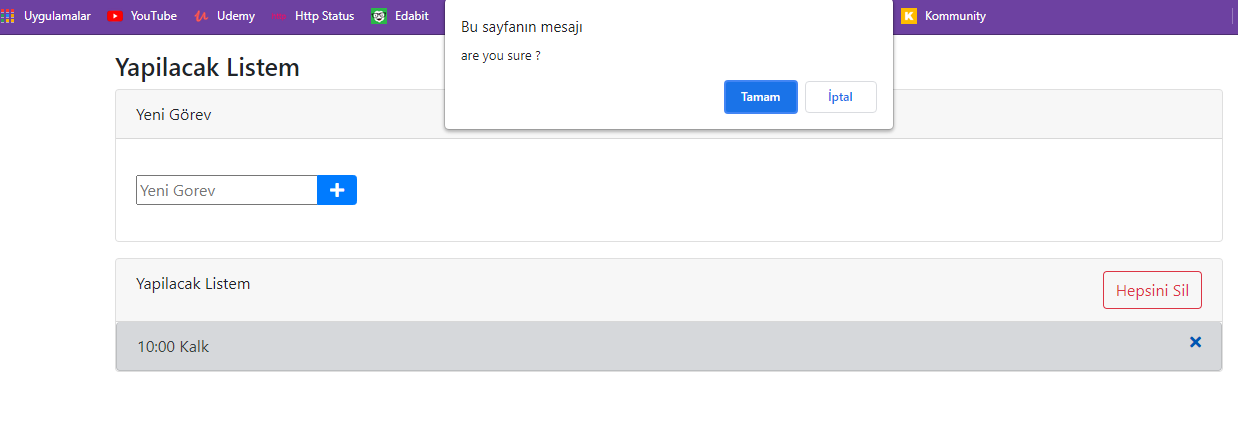 Uygulamalar YouTube Udemy Http Status Edabit Kommunity
Bu sayfanın mesajı
are you sure ?
Tamam İptal
Yapilacak Listem
Yeni Görev
Yeni Gorev
Yapilacak Listem
Hepsini Sil
10:00 Kalk